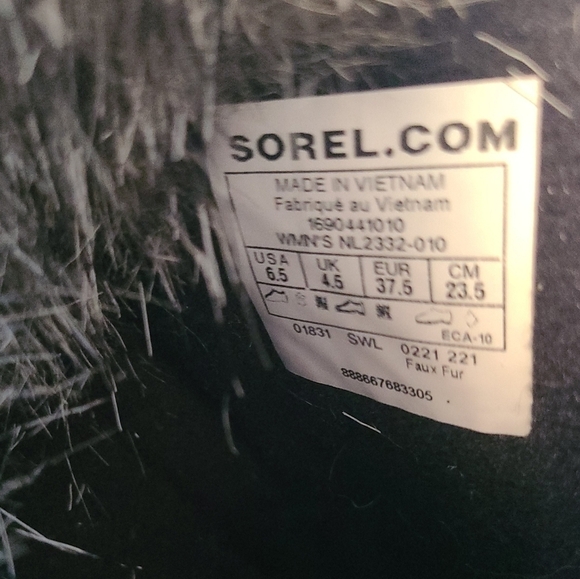 SOREL.COM
MADE IN VIETNAM
Fabriqué au Vietnam
1690441010
WMN'S NL2332-010
USA UK EUR CM
6.5 4.5 37.5 23.5
ECA-10
01831 SWL 0221 221
Faux Fur
888667683305